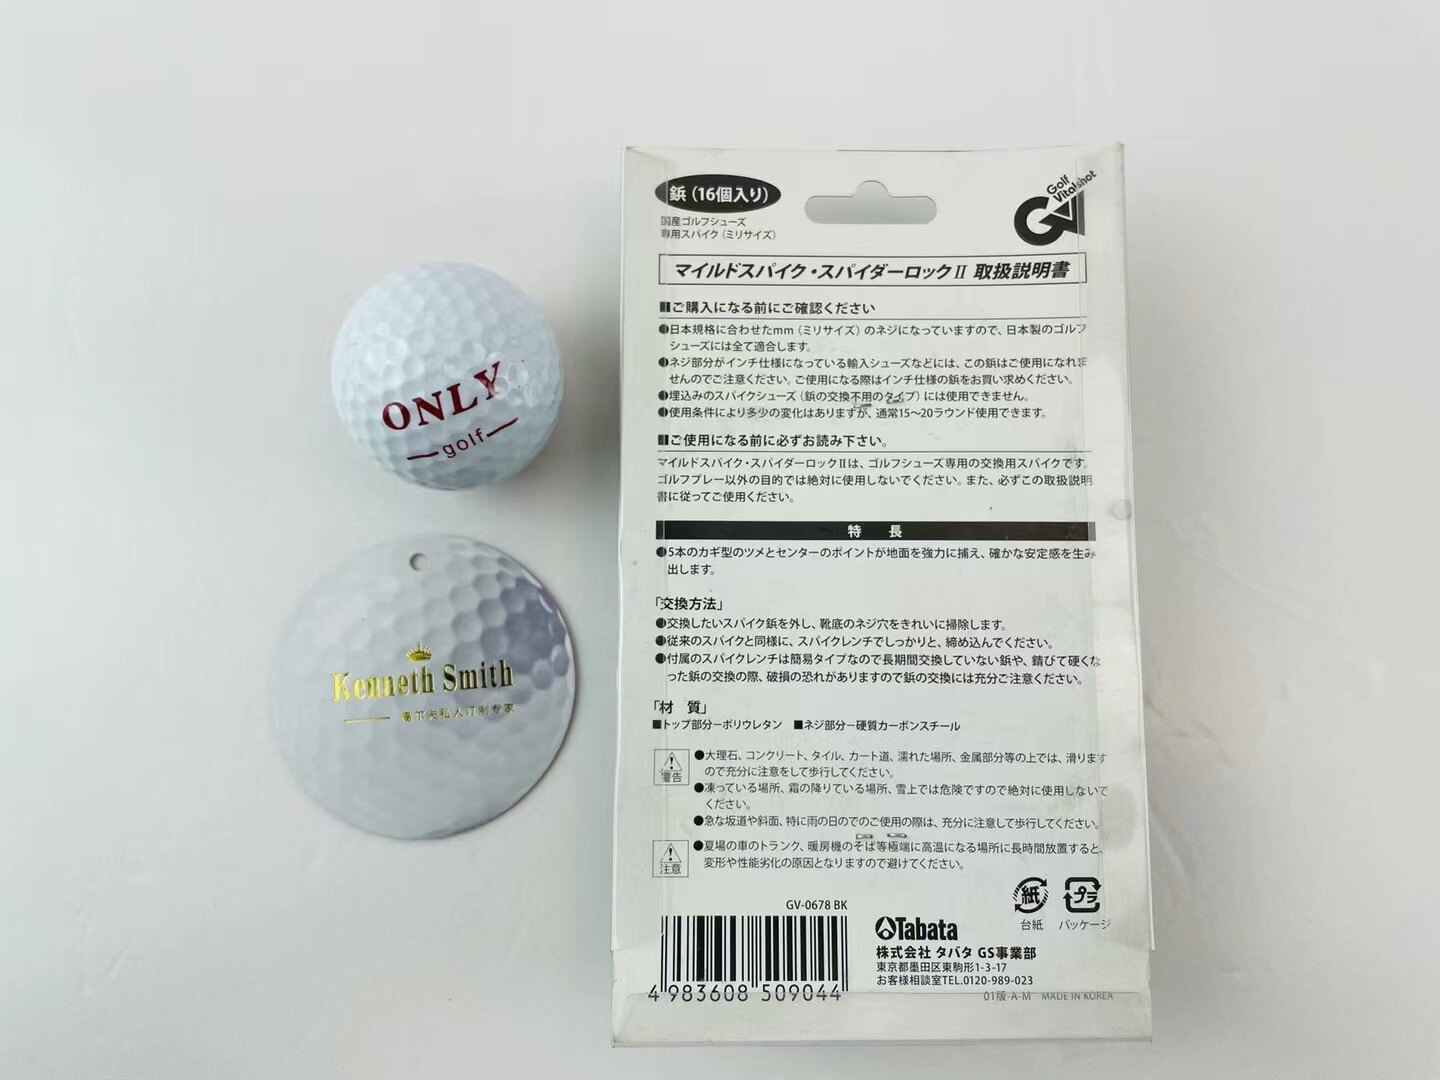 ONLY
golf
Kenneth Smith
高尔夫私人订制专家
鋲（16個入り）
国産ゴルフシューズ
専用スパイク（ミリサイズ）
Golf
Vitalshot
マイルドスパイク・スパイダーロックⅡ 取扱説明書
■ご購入になる前にご確認ください
●日本規格に合わせたmm（ミリサイズ）のネジになっていますので、日本製のゴルフ
シューズには全て適合します。
●ネジ部分がインチ仕様になっている輸入シューズなどには、この鋲はご使用になれま
せんのでご注意ください。ご使用になる際はインチ仕様の鋲をお買い求めください。
●埋込みのスパイクシューズ（鋲の交換不用のタイプ）には使用できません。
●使用条件により多少の変化はありますが、通常15〜20ラウンド使用できます。
■ご使用になる前に必ずお読み下さい。
マイルドスパイク・スパイダーロックⅡは、ゴルフシューズ専用の交換用スパイクです。
ゴルフプレー以外の目的では絶対に使用しないでください。また、必ずこの取扱説明
書に従ってご使用ください。
特 長
●5本のカギ型のツメとセンターのポイントが地面を強力に捕え、確かな安定感を生み
出します。
「交換方法」
●交換したいスパイク鋲を外し、靴底のネジ穴をきれいに掃除します。
●従来のスパイクと同様に、スパイクレンチでしっかりと、締め込んでください。
●付属のスパイクレンチは簡易タイプなので長期間交換していない鋲や、錆びて硬くな
った鋲の交換の際、破損の恐れがありますので鋲の交換には充分ご注意ください。
「材 質」
■トップ部分−ポリウレタン ■ネジ部分−硬質カーボンスチール
警告
●大理石、コンクリート、タイル、カート道、濡れた場所、金属部分等の上では、滑ります
ので充分に注意をして歩行してください。
●凍っている場所、霜の降りている場所、雪上では危険ですので絶対に使用しないで
ください。
●急な坂道や斜面、特に雨の日のでのご使用の際は、充分に注意して歩行してください。
注意
●夏場の車のトランク、暖房機のそば等極端に高温になる場所に長時間放置すると、
変形や性能劣化の原因となりますので避けてください。
紙
台紙
プラ
パッケージ
GV-0678 BK
4 983608 509044
Tabata
株式会社 タバタ GS事業部
東京都墨田区東駒形1-3-17
お客様相談室TEL.0120-989-023
01版-A-M MADE IN KOREA